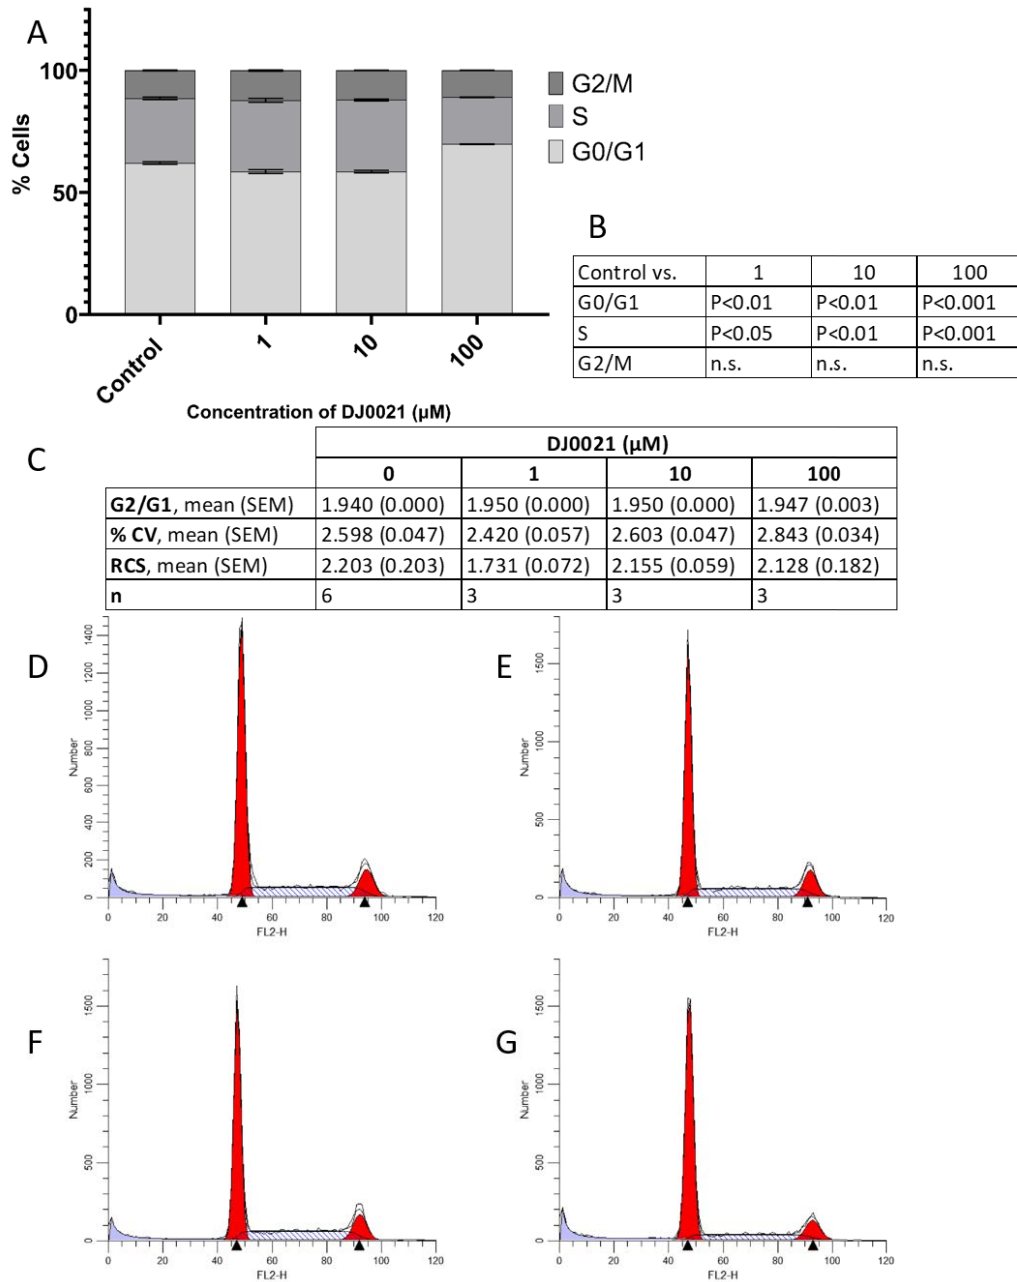 A
% Cells
100
50
0
Control
1
10
100
Concentration of DJ0021 (µM)
G2/M
S
G0/G1
B
Control vs. 1 10 100
G0/G1 P<0.01 P<0.01 P<0.001
S P<0.05 P<0.01 P<0.001
G2/M n.s. n.s. n.s.
C
DJ0021 (µM)
0 1 10 100
G2/G1, mean (SEM) 1.940 (0.000) 1.950 (0.000) 1.950 (0.000) 1.947 (0.003)
% CV, mean (SEM) 2.598 (0.047) 2.420 (0.057) 2.603 (0.047) 2.843 (0.034)
RCS, mean (SEM) 2.203 (0.203) 1.731 (0.072) 2.155 (0.059) 2.128 (0.182)
n 6 3 3 3
D
Number
1400
1200
1000
800
600
400
200
0
0 20 40 60 80 100 120
FL2-H
E
Number
1500
1000
500
0
0 20 40 60 80 100 120
FL2-H
F
Number
1500
1000
500
0
0 20 40 60 80 100 120
FL2-H
G
Number
1500
1000
500
0
0 20 40 60 80 100 120
FL2-H